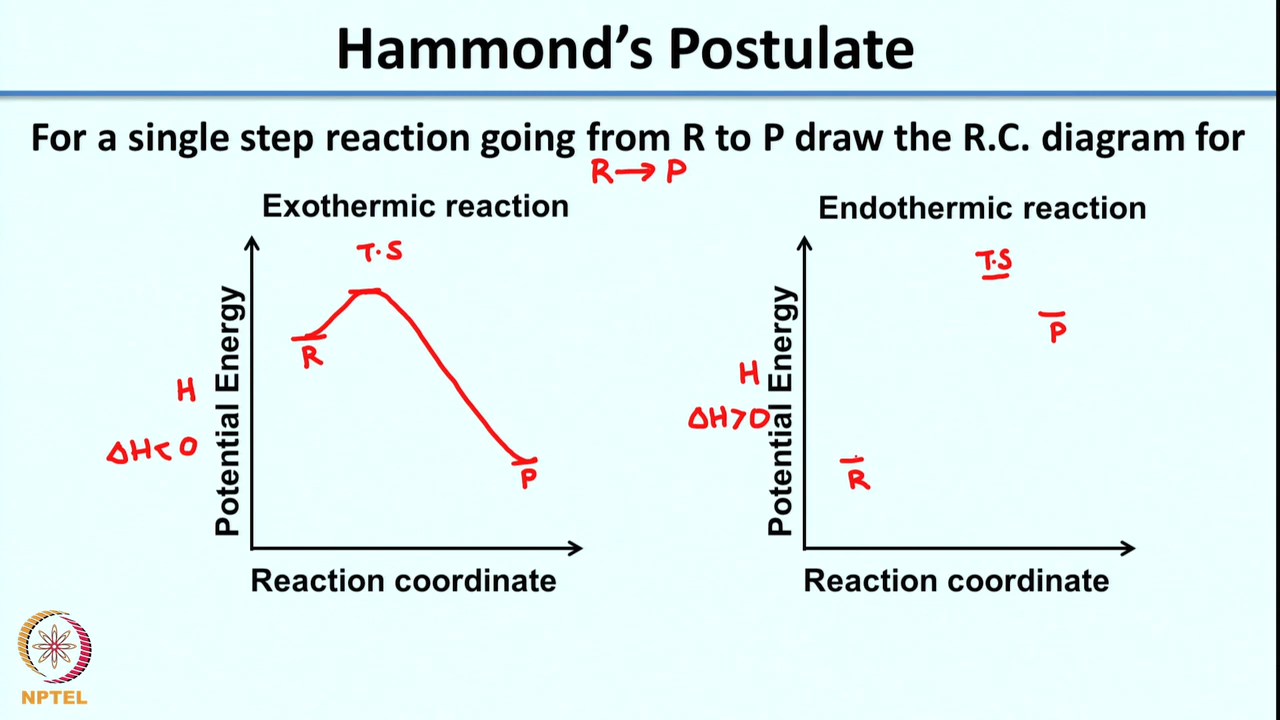 Hammond's Postulate
For a single step reaction going from R to P draw the R.C. diagram for
R→P
Exothermic reaction
T.S
R
P
H
ΔH<0
Potential Energy
Reaction coordinate
Endothermic reaction
T.S
P
R
H
ΔH>0
Potential Energy
Reaction coordinate
NPTEL